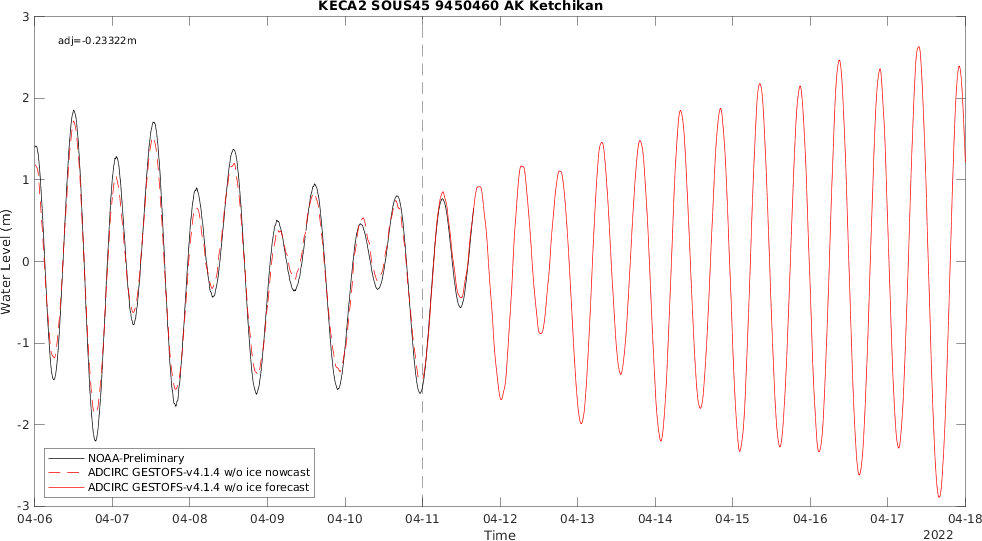 KECA2 SOUS45 9450460 AK Ketchikan
adj=-0.23322m
3
2
1
0
-1
-2
-3
Water Level (m)
NOAA-Preliminary
ADCIRC GESTOFS-v4.1.4 w/o ice nowcast
ADCIRC GESTOFS-v4.1.4 w/o ice forecast
04-06 04-07 04-08 04-09 04-10 04-11 04-12 04-13 04-14 04-15 04-16 04-17 04-18
Time
2022